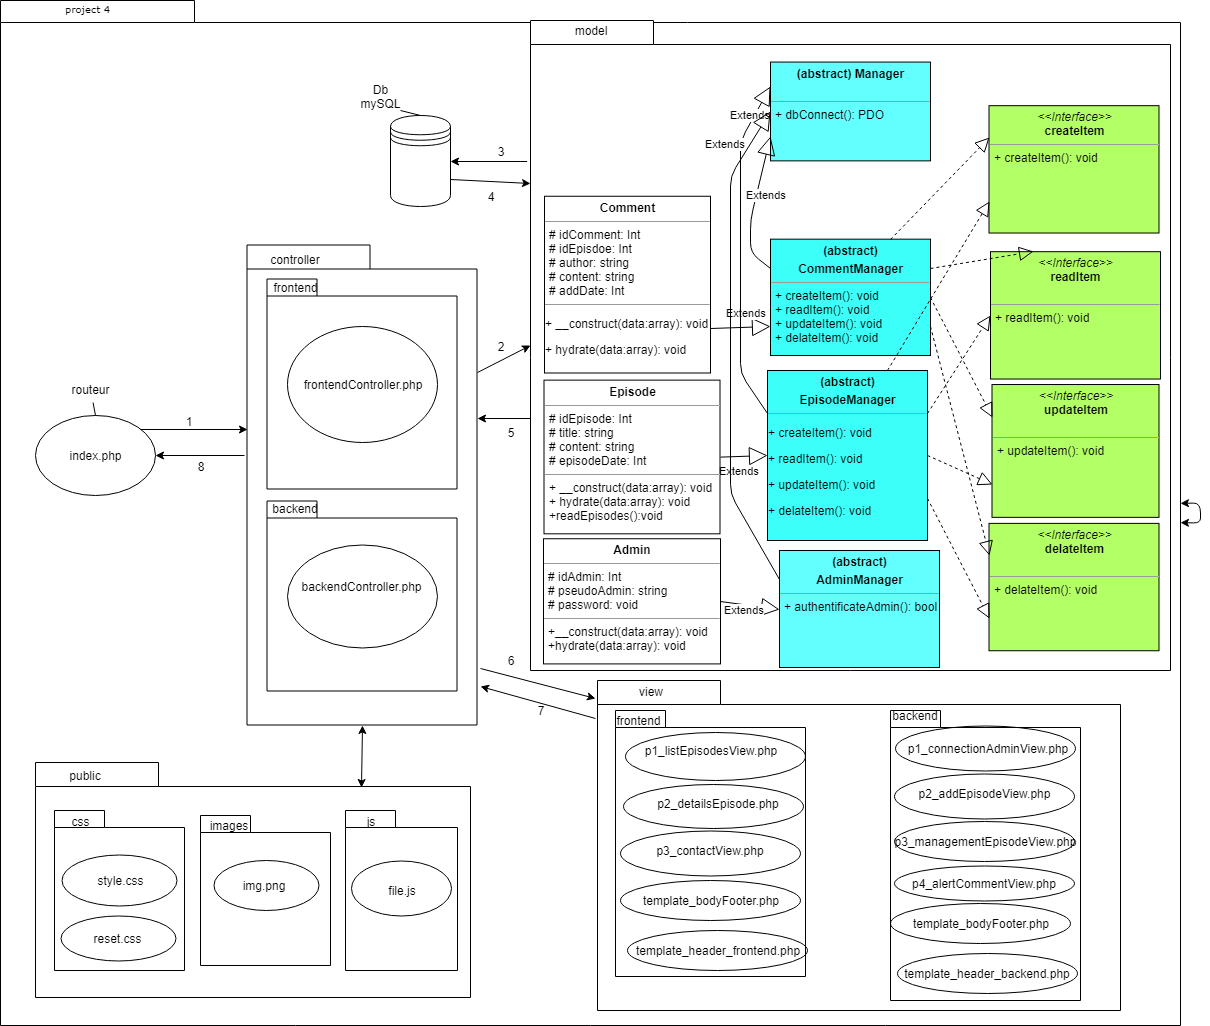 project 4
model
Db
mySQL
3
4
(abstract) Manager
+ dbConnect(): PDO
Extends
Extends
Extends
<<Interface>>
createItem
+ createItem(): void
Comment
# idComment: Int
# idEpisdoe: Int
# author: string
# content: string
# addDate: Int
+ __construct(data:array): void
+ hydrate(data:array): void
Extends
(abstract)
CommentManager
+ createItem(): void
+ readItem(): void
+ updateItem(): void
+ delateItem(): void
<<Interface>>
readItem
+ readItem(): void
controller
frontend
frontendController.php
2
5
routeur
index.php
1
8
Episode
# idEpisode: Int
# title: string
# content: string
# episodeDate: Int
+ __construct(data:array): void
+ hydrate(data:array): void
+readEpisodes():void
Extends
(abstract)
EpisodeManager
+ createItem(): void
+ readItem(): void
+ updateItem(): void
+ delateItem(): void
<<Interface>>
updateItem
+ updateItem(): void
backend
backendController.php
Admin
# idAdmin: Int
# pseudoAdmin: string
# password: void
+__construct(data:array): void
+hydrate(data:array): void
Extends
(abstract)
AdminManager
+ authentificateAdmin(): bool
<<Interface>>
delateItem
+ delateItem(): void
6
7
view
frontend
p1_listEpisodesView.php
p2_detailsEpisode.php
p3_contactView.php
template_bodyFooter.php
template_header_frontend.php
backend
p1_connectionAdminView.php
p2_addEpisodeView.php
p3_managementEpisodeView.php
p4_alertCommentView.php
template_bodyFooter.php
template_header_backend.php
public
css
style.css
reset.css
images
img.png
js
file.js